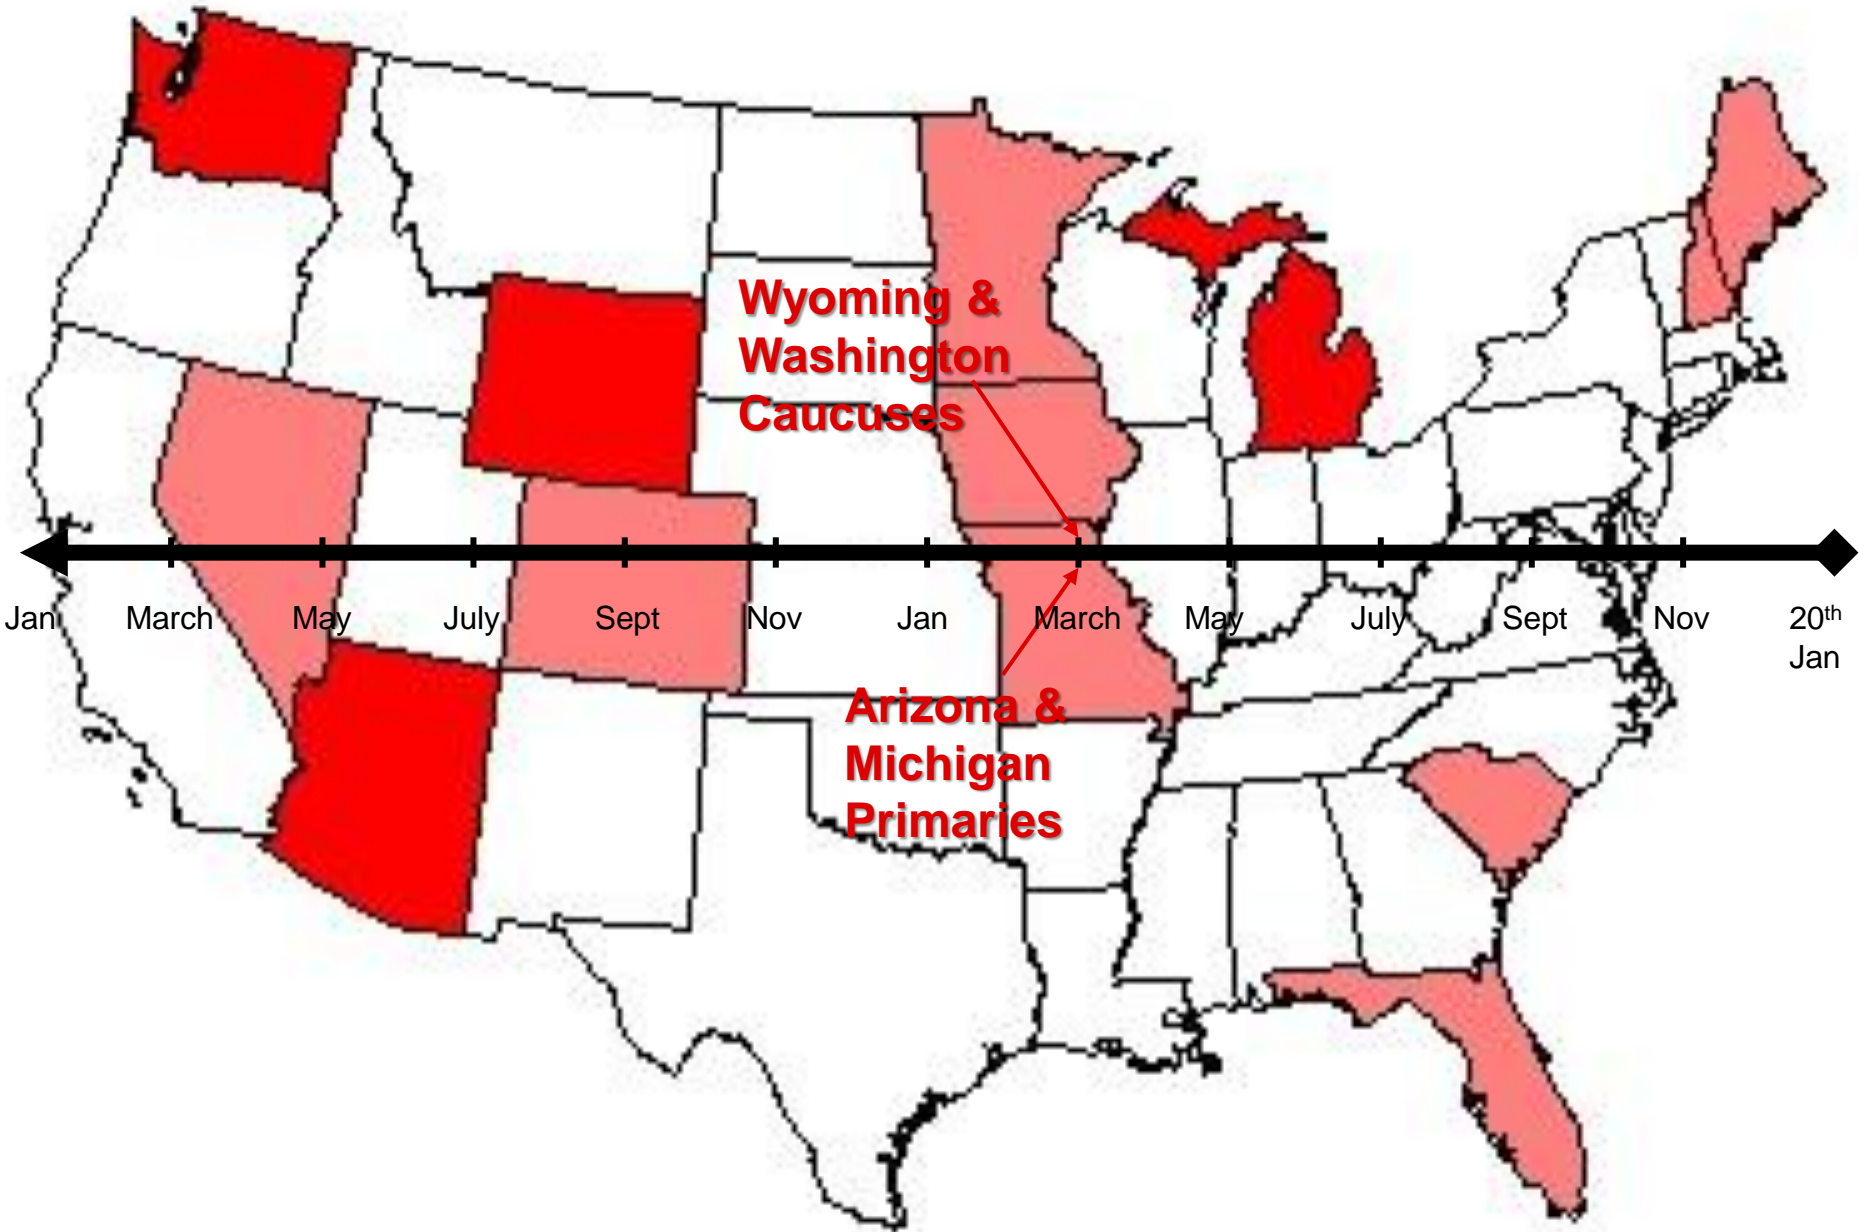 Wyoming &
Washington
Caucuses
Jan March May July Sept Nov Jan March May July Sept Nov 20th
Jan
Arizona &
Michigan
Primaries